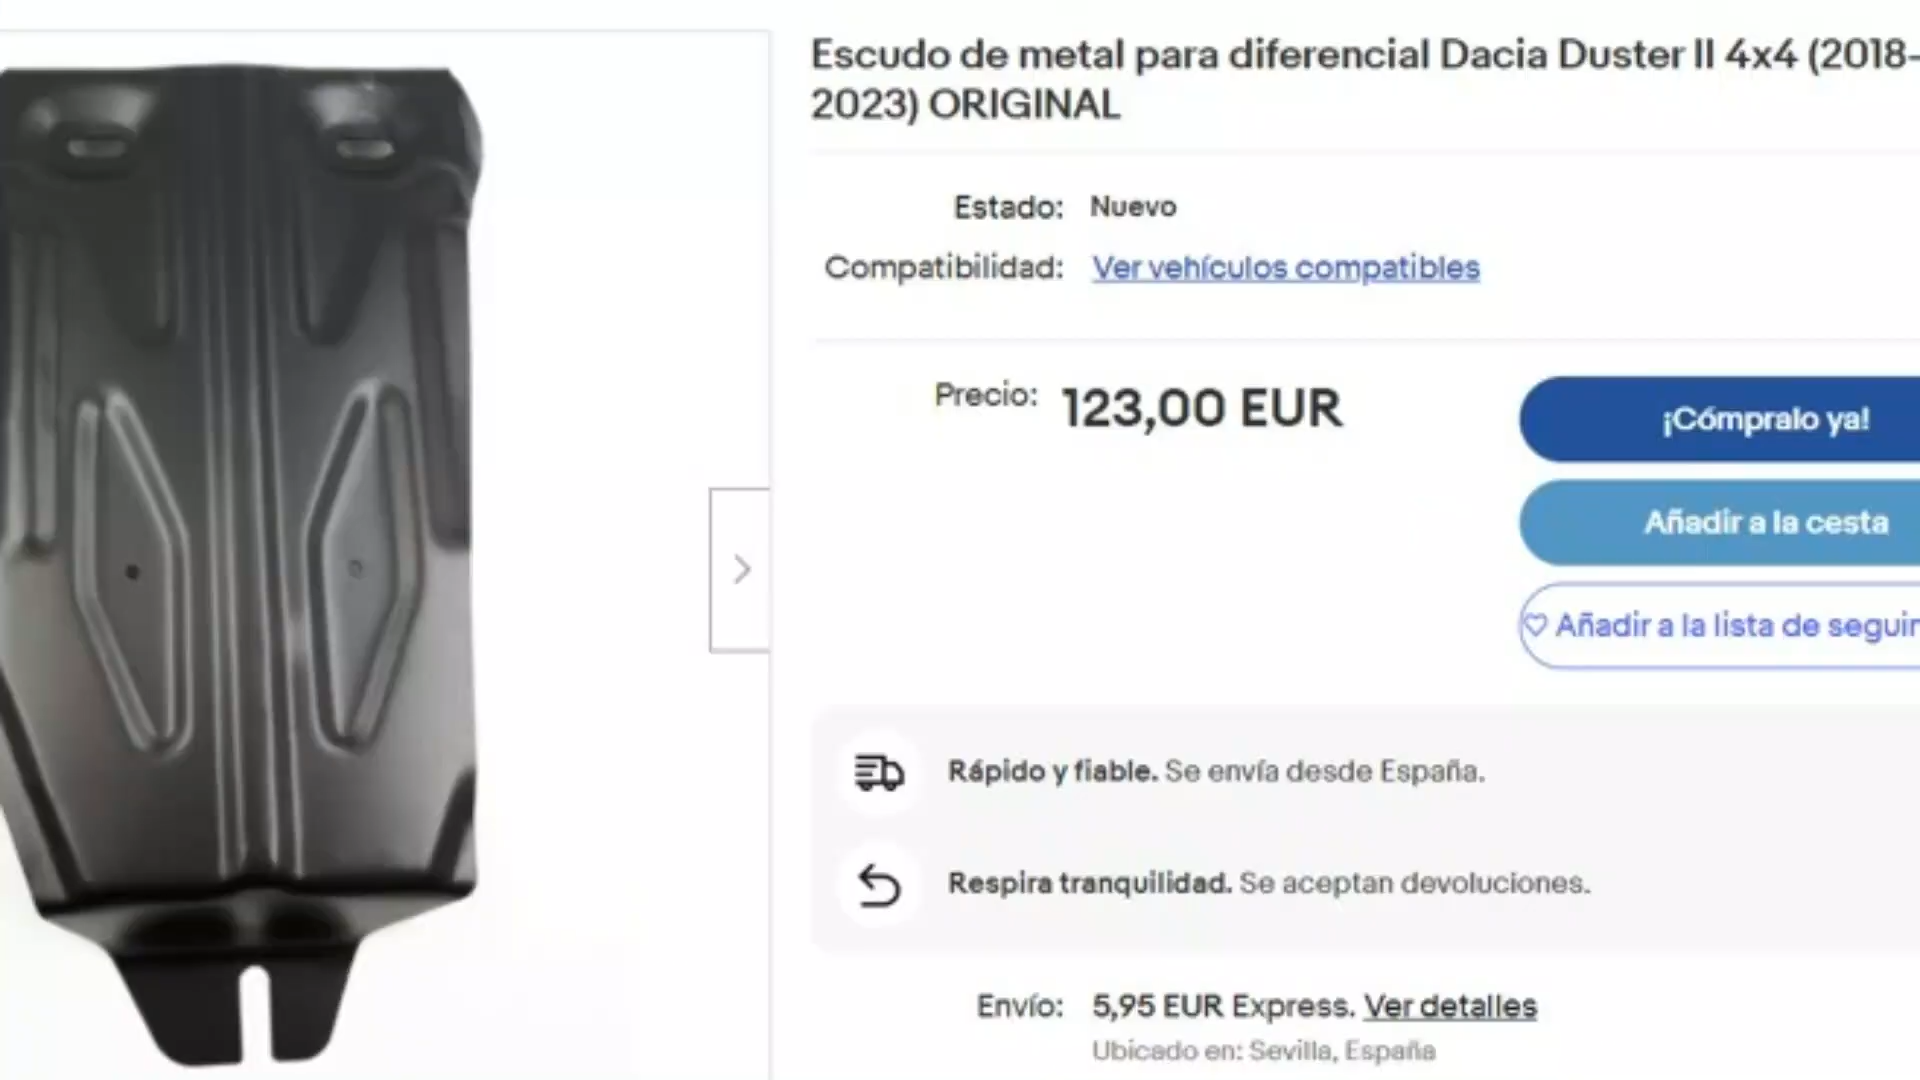 Escudo de metal para diferencial Dacia Duster II 4x4 (2018-
2023) ORIGINAL
Estado: Nuevo
Compatibilidad: Ver vehículos compatibles
Precio: 123,00 EUR
¡Cómpralo ya!
Añadir a la cesta
Añadir a la lista de seguir
Rápido y fiable. Se envía desde España.
Respira tranquilidad. Se aceptan devoluciones.
Envío: 5,95 EUR Express. Ver detalles
Ubicado en: Sevilla, España